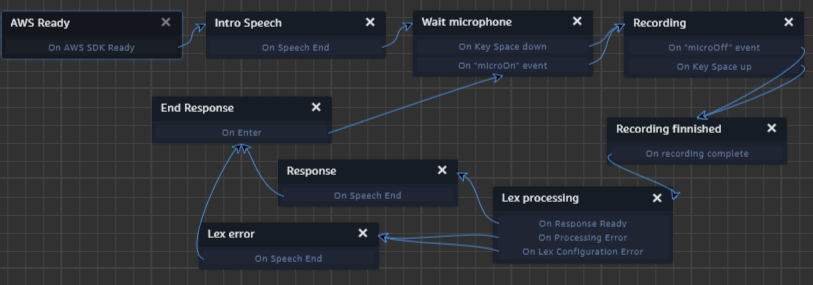 AWS Ready
On AWS SDK Ready
Intro Speech
On Speech End
Wait microphone
On Key Space down
On "microOn" event
Recording
On "microOff" event
On Key Space up
End Response
On Enter
Recording finnished
On recording complete
Response
On Speech End
Lex processing
On Response Ready
On Processing Error
On Lex Configuration Error
Lex error
On Speech End